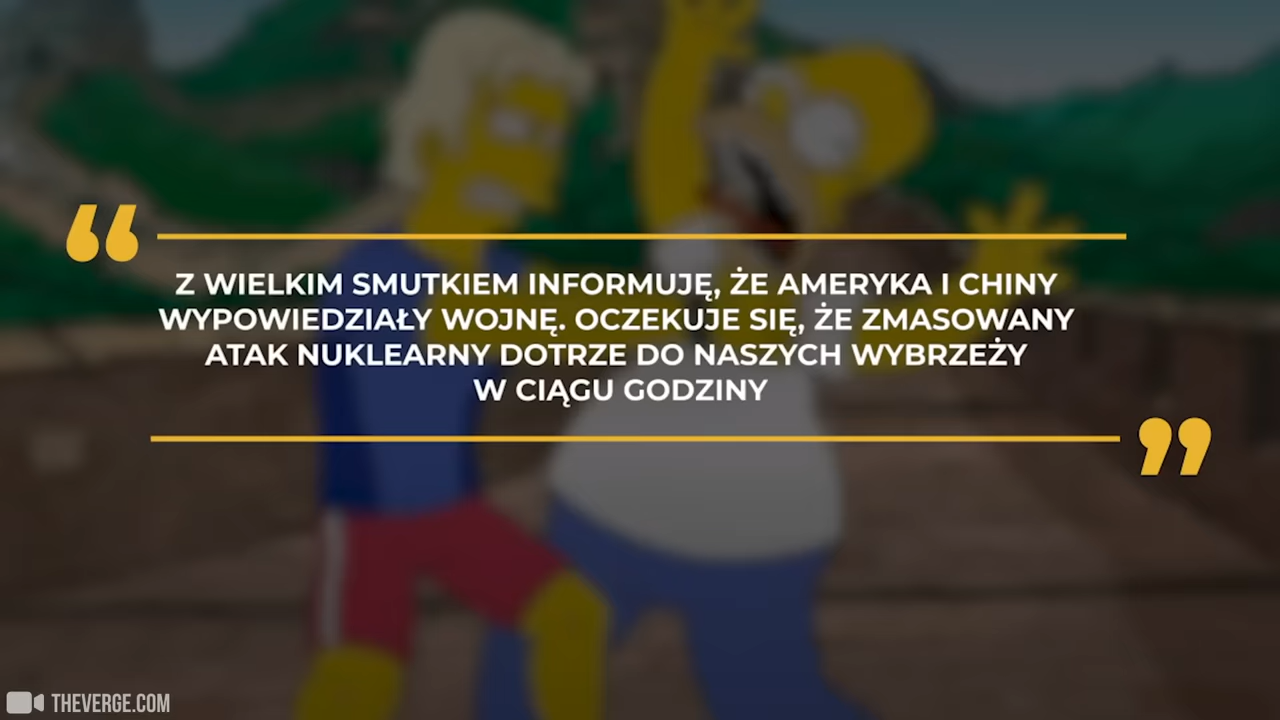 Z WIELKIM SMUTKIEM INFORMUJĘ, ŻE AMERYKA I CHINY
WYPOWIEDZIAŁY WOJNĘ. OCZEKUJE SIĘ, ŻE ZMASOWANY
ATAK NUKLEARNY DOTRZE DO NASZYCH WYBRZEŻY
W CIĄGU GODZINY
THEVERGE.COM